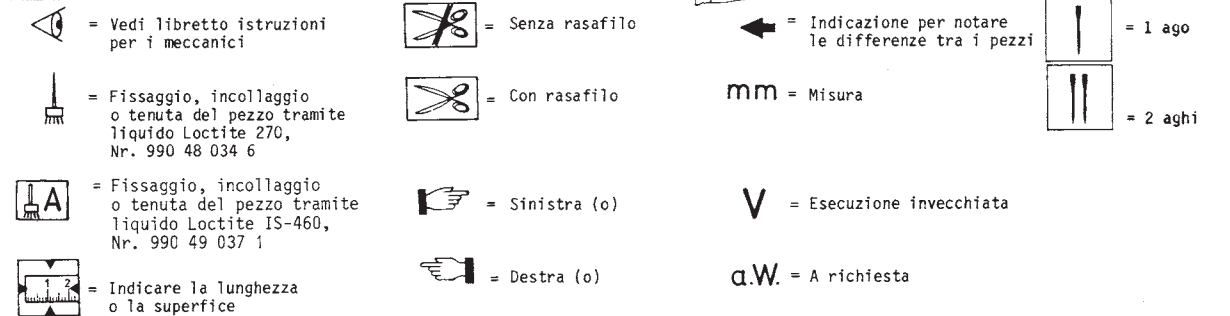 = Vedi libretto istruzioni
per i meccanici
= Fissaggio, incollaggio
o tenuta del pezzo tramite
liquido Loctite 270,
Nr. 990 48 034 6
A = Fissaggio, incollaggio
o tenuta del pezzo tramite
liquido Loctite IS-460,
Nr. 990 49 037 1
1 2 = Indicare la lunghezza
o la superfice
= Senza rasafilo
= Con rasafilo
= Sinistra (o)
= Destra (o)
= Indicazione per notare
le differenze tra i pezzi
mm = Misura
V = Esecuzione invecchiata
a.W. = A richiesta
= 1 ago
= 2 aghi